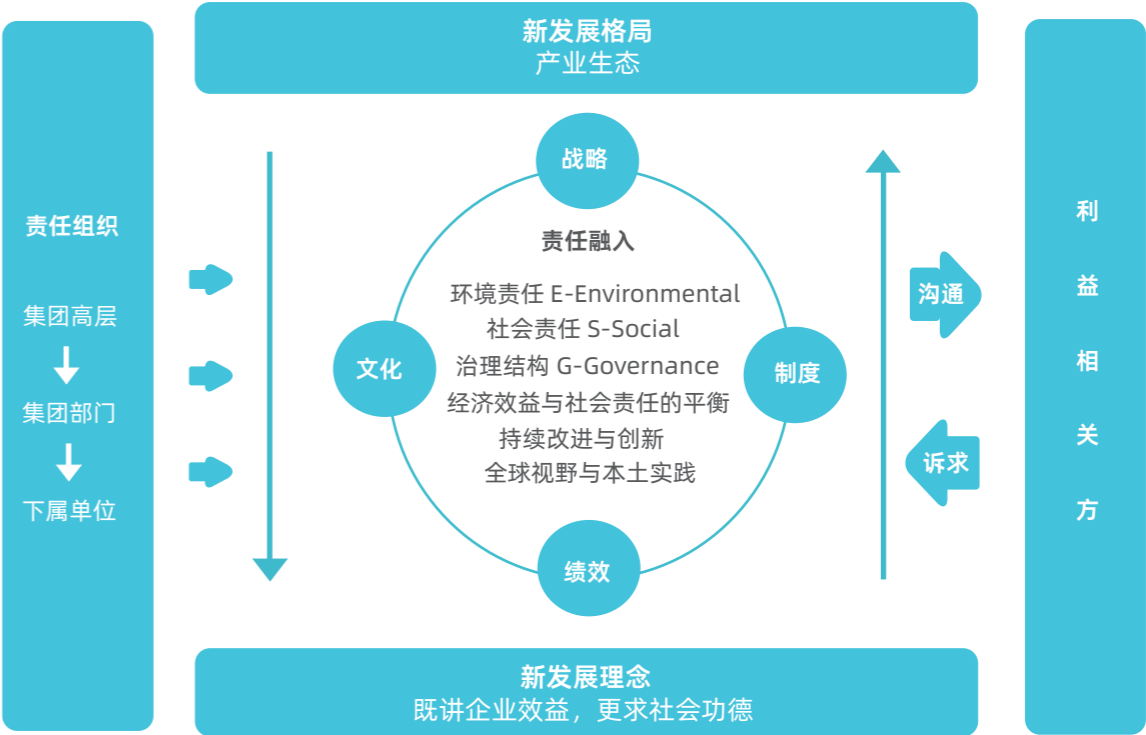 新发展格局
产业生态
责任组织
集团高层
集团部门
下属单位
战略
责任融入
环境责任 E-Environmental
社会责任 S-Social
治理结构 G-Governance
经济效益与社会责任的平衡
持续改进与创新
全球视野与本土实践
文化
制度
绩效
沟通
诉求
利
益
相
关
方
新发展理念
既讲企业效益，更求社会功德